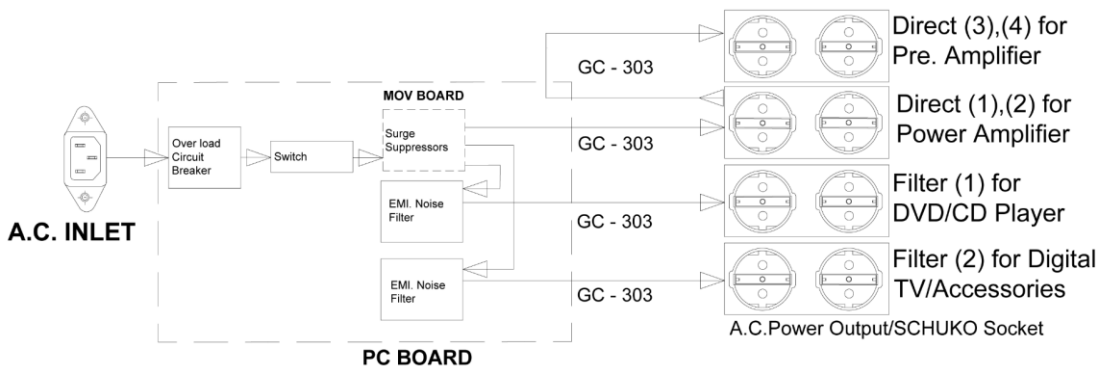 A.C. INLET
Over load
Circuit
Breaker
Switch
MOV BOARD
Surge
Suppressors
EMI. Noise
Filter
EMI. Noise
Filter
PC BOARD
GC - 303
GC - 303
GC - 303
GC - 303
Direct (3),(4) for
Pre. Amplifier
Direct (1),(2) for
Power Amplifier
Filter (1) for
DVD/CD Player
Filter (2) for Digital
TV/Accessories
A.C.Power Output/SCHUKO Socket